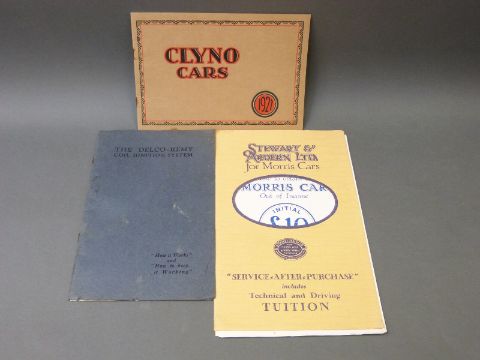 CLYNO
CARS
1927
THE DELCO-REMY
COIL IGNITION SYSTEM
"How it Works"
and
"How to keep
it Working"
STEWART &
ARDERN LTD
for Morris Cars
MORRIS CAR
Out of Income
INITIAL
£10
"SERVICE AFTER PURCHASE"
includes
Technical and Driving
TUITION